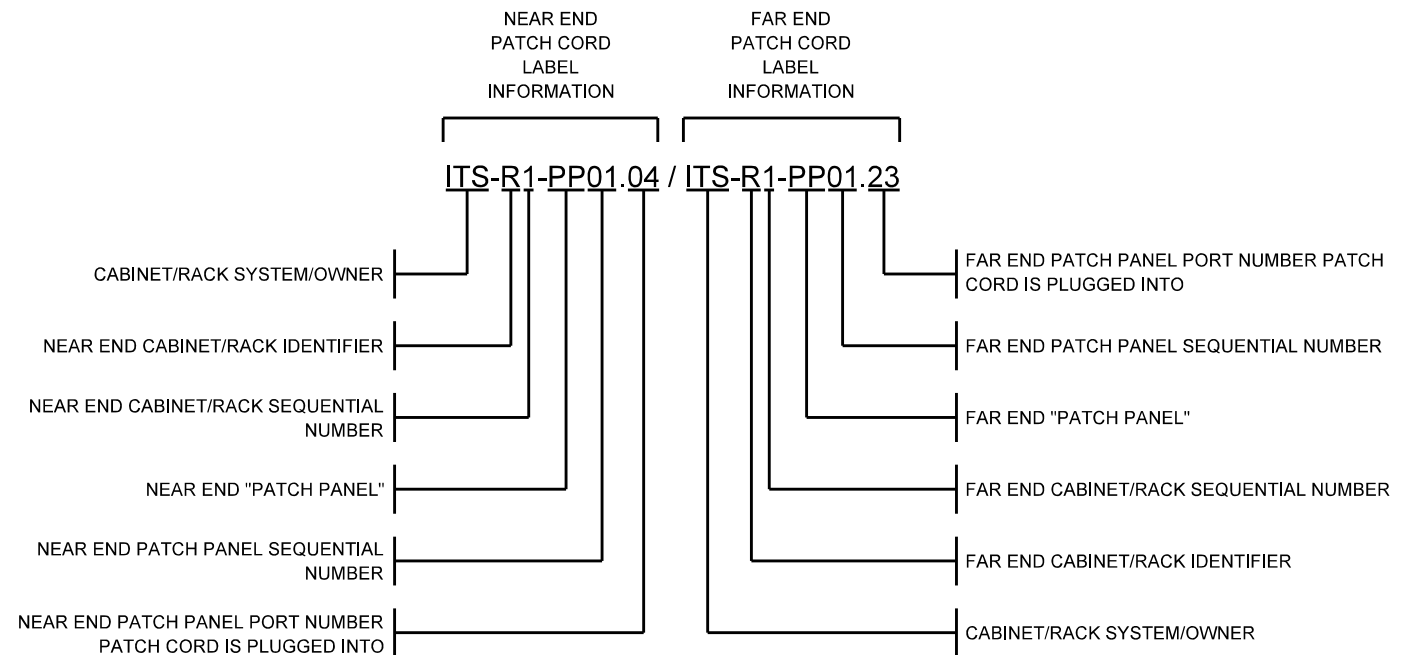 NEAR END
PATCH CORD
LABEL
INFORMATION
FAR END
PATCH CORD
LABEL
INFORMATION
ITS-R1-PP01.04 / ITS-R1-PP01.23
CABINET/RACK SYSTEM/OWNER
NEAR END CABINET/RACK IDENTIFIER
NEAR END CABINET/RACK SEQUENTIAL
NUMBER
NEAR END "PATCH PANEL"
NEAR END PATCH PANEL SEQUENTIAL
NUMBER
NEAR END PATCH PANEL PORT NUMBER
PATCH CORD IS PLUGGED INTO
FAR END PATCH PANEL PORT NUMBER PATCH
CORD IS PLUGGED INTO
FAR END PATCH PANEL SEQUENTIAL NUMBER
FAR END "PATCH PANEL"
FAR END CABINET/RACK SEQUENTIAL NUMBER
FAR END CABINET/RACK IDENTIFIER
CABINET/RACK SYSTEM/OWNER